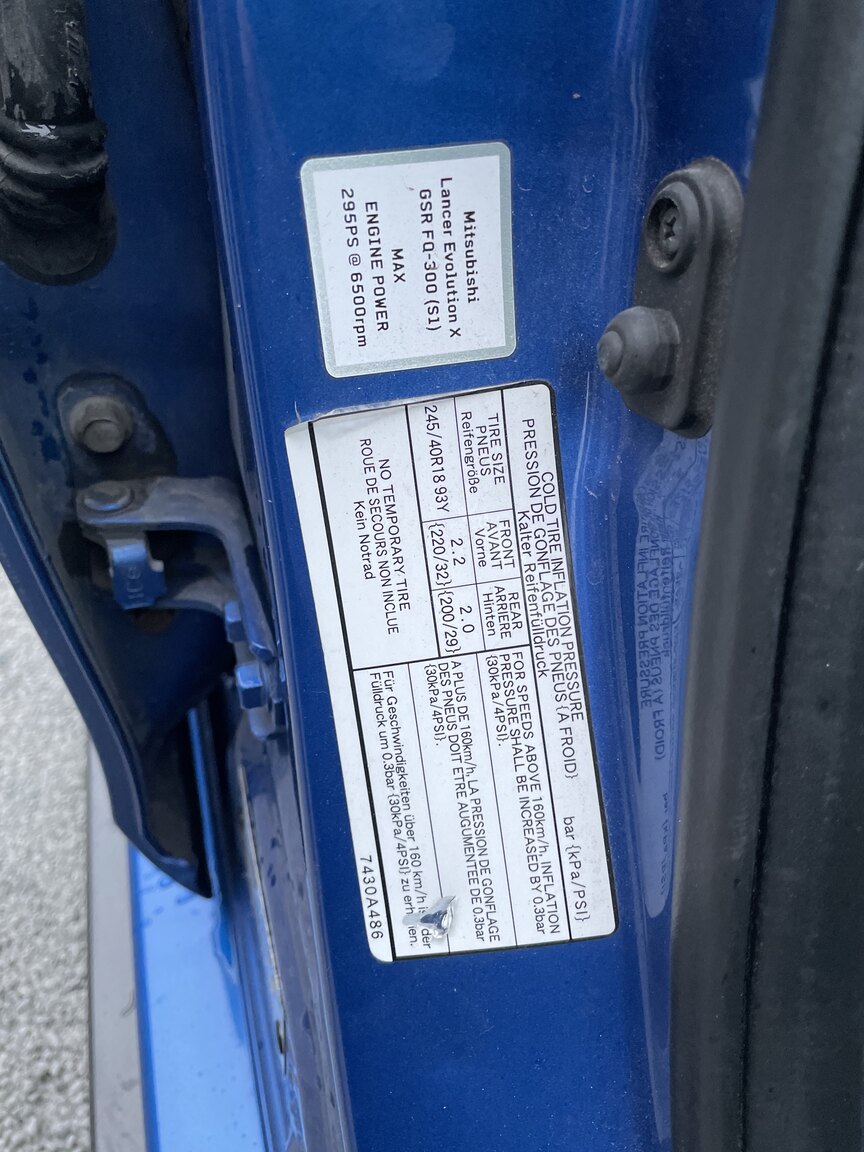 Mitsubishi
Lancer Evolution X
GSR FQ-300 (S1)
MAX
ENGINE POWER
295PS @ 6500rpm
COLD TIRE INFLATION PRESSURE
PRESSION DE GONFLAGE DES PNEUS {À FROID}
Kalter Reifenfülldruck
bar {kPa/PSI}
TIRE SIZE
PNEUS
Reifengröße
FRONT
AVANT
Vorne
REAR
ARRIERE
Hinten
245/40R18 93Y
2.2
{220/32}
2.0
{200/29}
FOR SPEEDS ABOVE 160km/h, INFLATION
PRESSURE SHALL BE INCREASED BY 0.3bar
{30kPa/4PSI}.
A PLUS DE 160km/h, LA PRESSION DE GONFLAGE
DES PNEUS DOIT ETRE AUGUMENTEE DE 0.3bar
{30kPa/4PSI}.
Für Geschwindigkeiten über 160 km/h der
Fülldruck um 0.3bar {30kPa/4PSI} zu
NO TEMPORARY TIRE
ROUE DE SECOURS NON INCLUE
Kein Notrad
7430A486